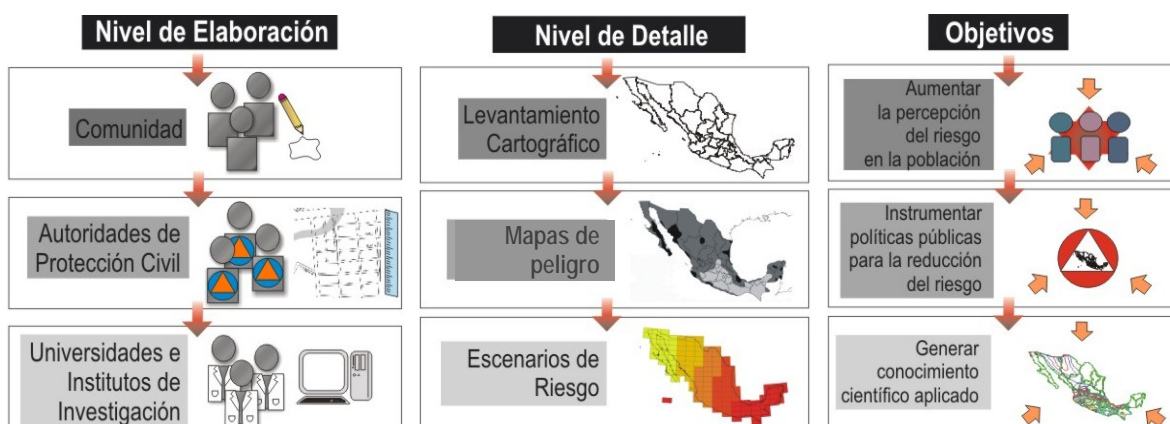 Nivel de Elaboración
Comunidad
Autoridades de
Protección Civil
Universidades e
Institutos de
Investigación
Nivel de Detalle
Levantamiento
Cartográfico
Mapas de
peligro
Escenarios de
Riesgo
Objetivos
Aumentar
la percepción
del riesgo
en la población
Instrumentar
políticas públicas
para la reducción
del riesgo
Generar
conocimiento
científico aplicado